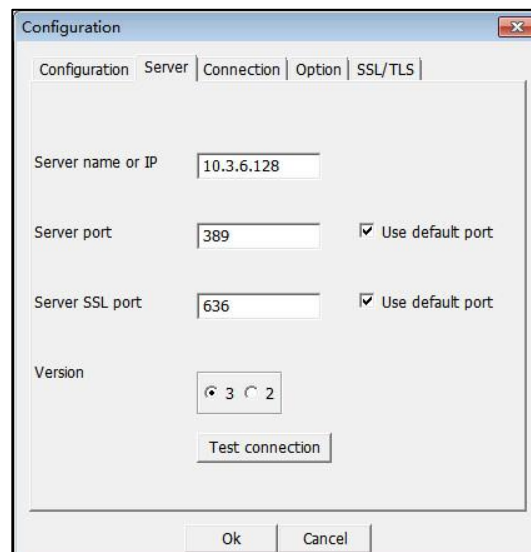 Configuration
Configuration Server Connection Option SSL/TLS
Server name or IP 10.3.6.128
Server port 389 Use default port
Server SSL port 636 Use default port
Version
3 2
Test connection
Ok Cancel